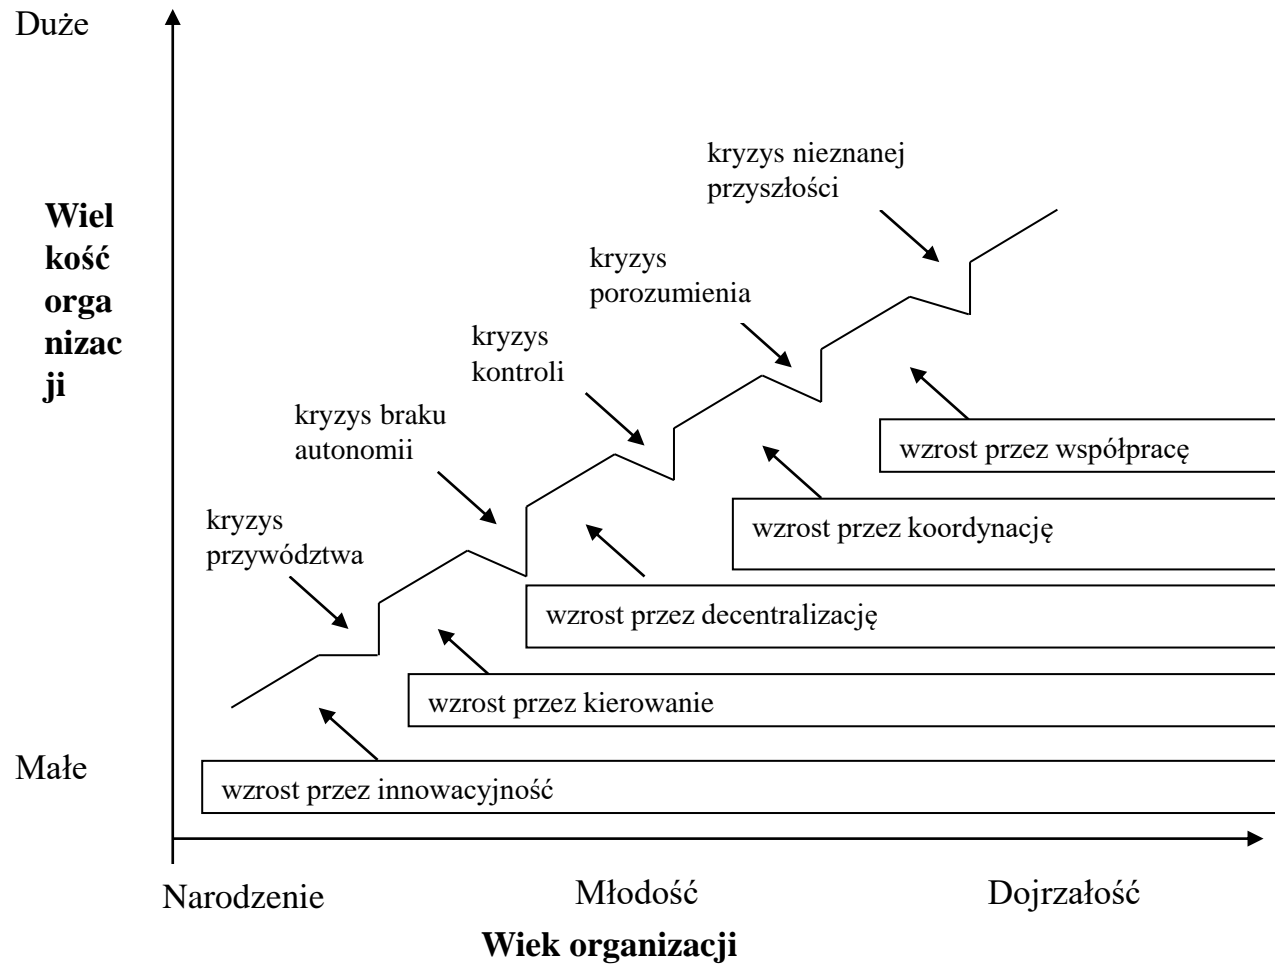 Duże
kryzys nieznanej
przyszłości
Wiel
kość
orga
nizac
ji
kryzys
porozumienia
kryzys
kontroli
kryzys braku
autonomii
wzrost przez współpracę
kryzys
przywództwa
wzrost przez koordynację
wzrost przez decentralizację
wzrost przez kierowanie
Małe
wzrost przez innowacyjność
Narodzenie
Młodość
Dojrzałość
Wiek organizacji